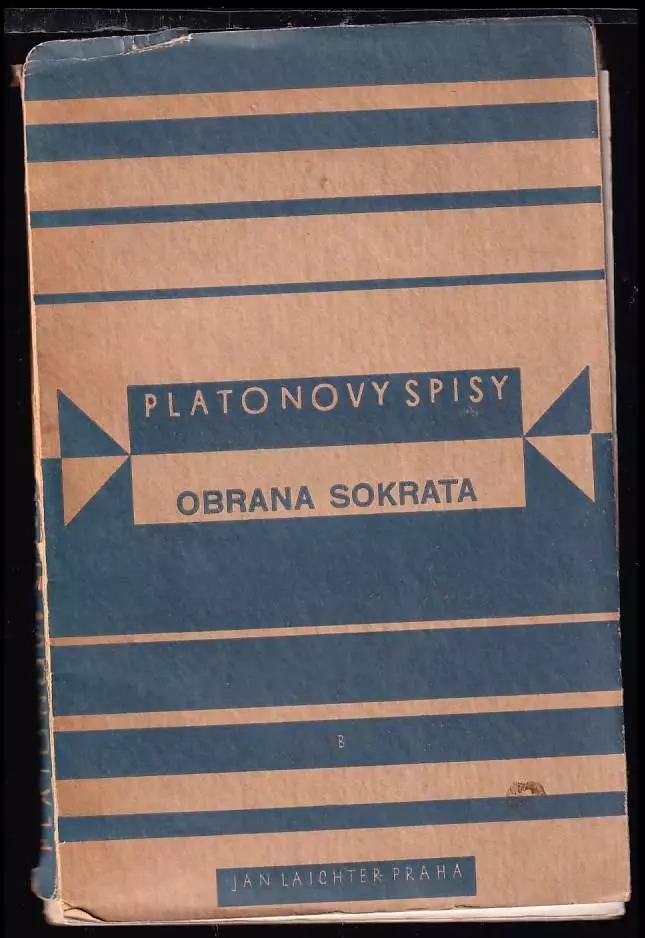 PLATONOVY SPISY
OBRANA SOKRATA
B
JAN LAICHTER PRAHA